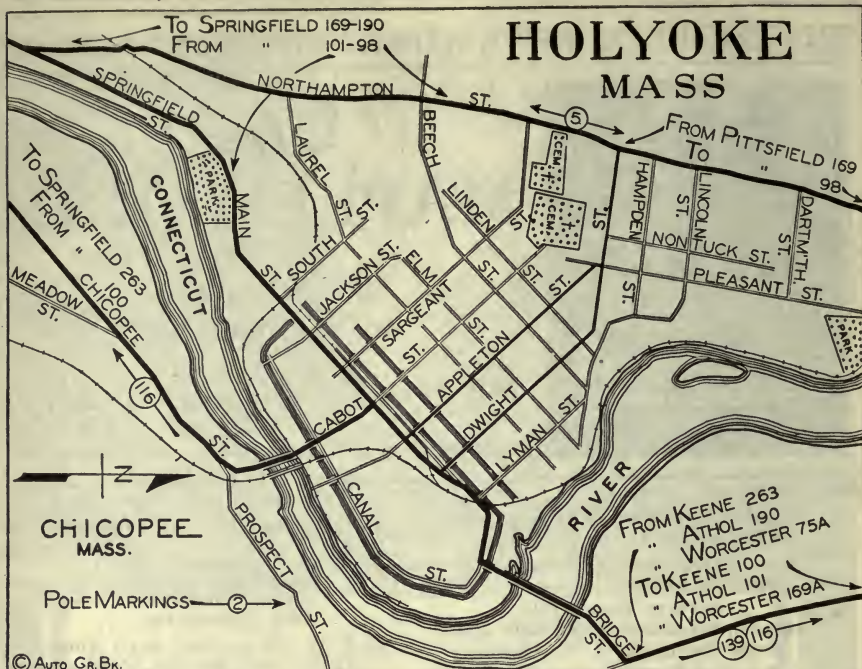 HOLYOKE
MASS
To SPRINGFIELD 169-190
FROM " 101-98
NORTHAMPTON ST.
5
FROM PITTSFIELD 169
To " 98
SPRINGFIELD ST.
LAUREL ST.
BEECH ST.
LINDEN ST.
CEM
CEM
ST.
HAMPDEN ST.
LINCOLN ST.
DARTM'TH. ST.
NONOTUCK ST.
PLEASANT ST.
PARK
PARK
MAIN ST.
SOUTH ST.
JACKSON ST.
ELM ST.
SARGEANT ST.
CABOT ST.
APPLETON
DWIGHT
LYMAN ST.
CONNECTICUT
RIVER
To SPRINGFIELD 263
FROM " 100
CHICOPEE ST.
MEADOW ST.
116
N
CHICOPEE
MASS.
PROSPECT ST.
CANAL ST.
BRIDGE ST.
FROM KEENE 263
" ATHOL 190
" WORCESTER 75A
To KEENE 100
" ATHOL 101
" WORCESTER 169A
139 116
POLE MARKINGS 2
© AUTO GR. BK.